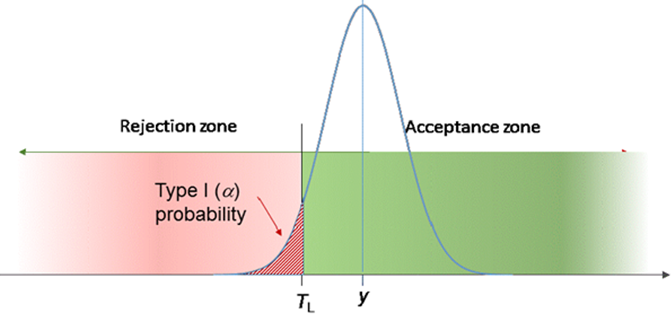 Rejection zone
Acceptance zone
Type I (α)
probability
TL
y